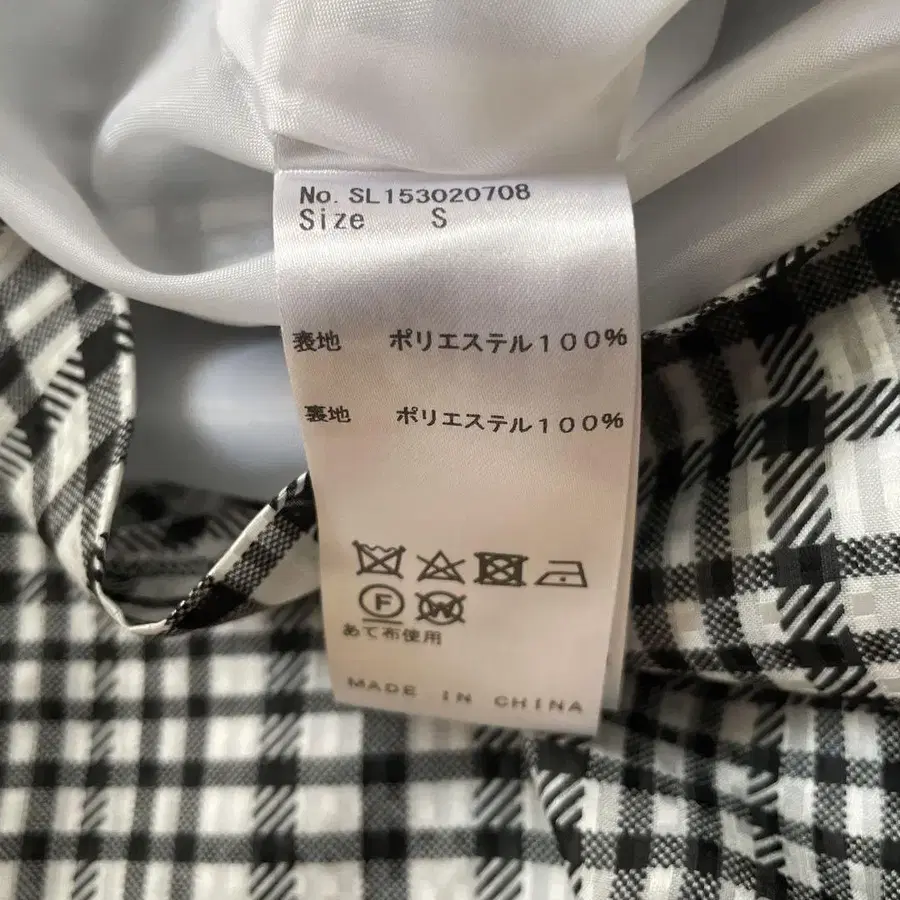 No. SL153020708
Size S
表地 ポリエステル100%
裏地 ポリエステル100%
F W
あて布使用
MADE IN CHINA